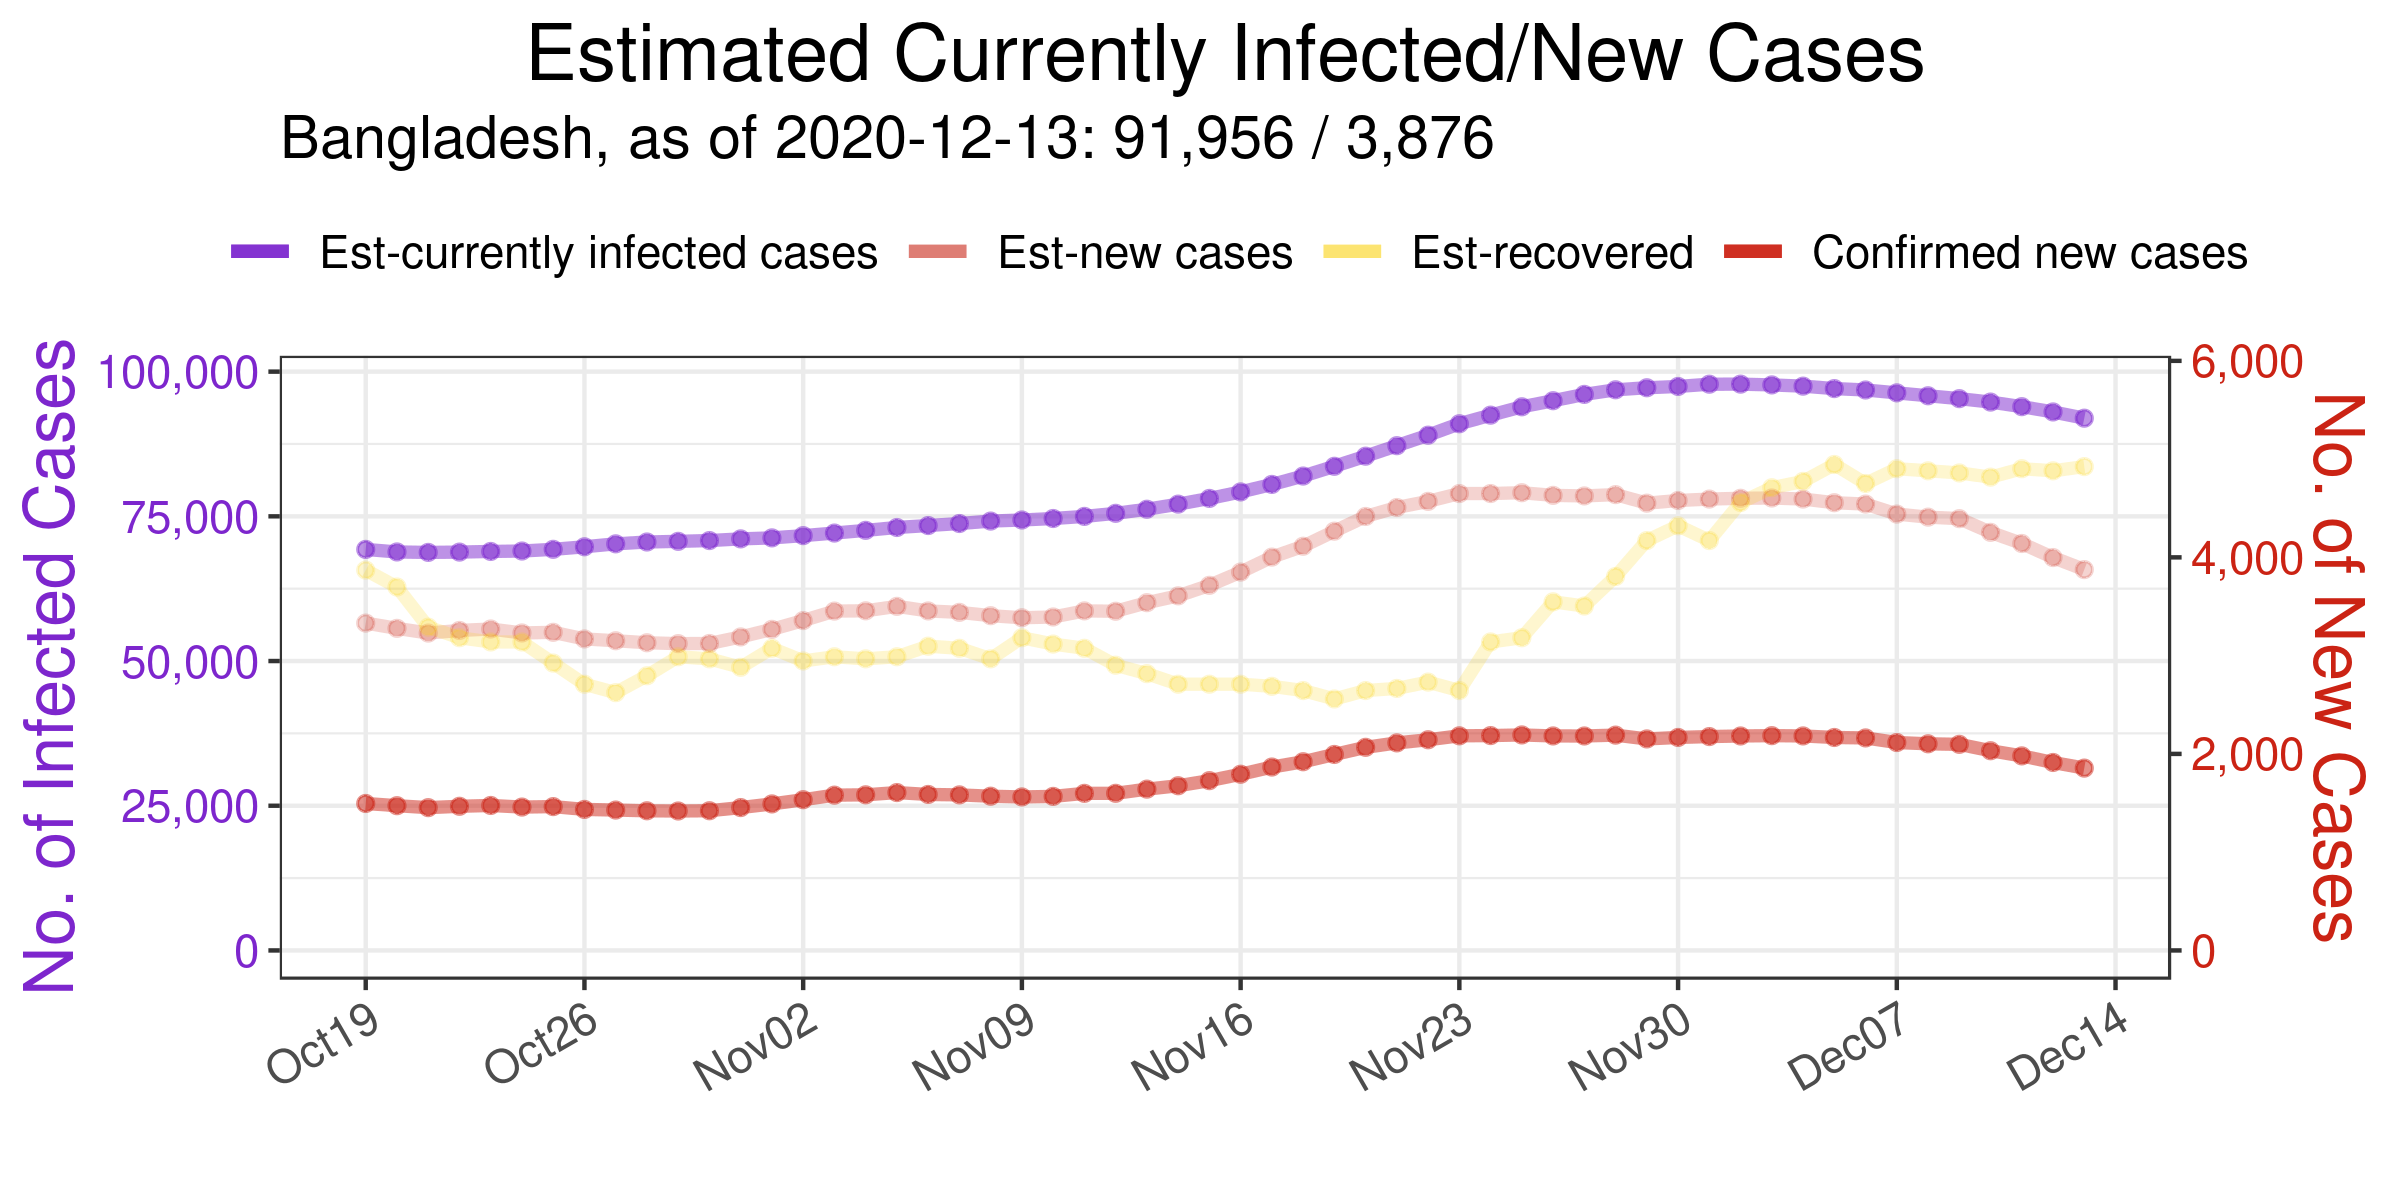 Estimated Currently Infected/New Cases
Bangladesh, as of 2020-12-13: 91,956 / 3,876
Est-currently infected cases Est-new cases Est-recovered Confirmed new cases
No. of Infected Cases
100,000
75,000
50,000
25,000
0
6,000
4,000
2,000
0
No. of New Cases
Oct19 Oct26 Nov02 Nov09 Nov16 Nov23 Nov30 Dec07 Dec14